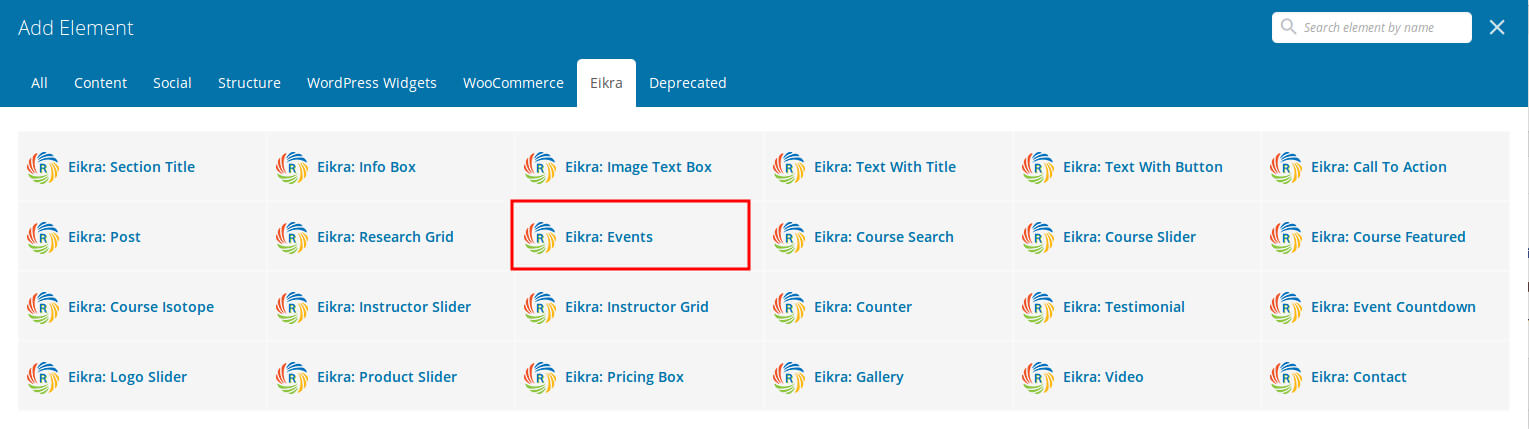 Add Element
Search element by name
All Content Social Structure WordPress Widgets WooCommerce Eikra Deprecated
R Eikra: Section Title R Eikra: Info Box R Eikra: Image Text Box R Eikra: Text With Title R Eikra: Text With Button R Eikra: Call To Action
R Eikra: Post R Eikra: Research Grid R Eikra: Events R Eikra: Course Search R Eikra: Course Slider R Eikra: Course Featured
R Eikra: Course Isotope R Eikra: Instructor Slider R Eikra: Instructor Grid R Eikra: Counter R Eikra: Testimonial R Eikra: Event Countdown
R Eikra: Logo Slider R Eikra: Product Slider R Eikra: Pricing Box R Eikra: Gallery R Eikra: Video R Eikra: Contact